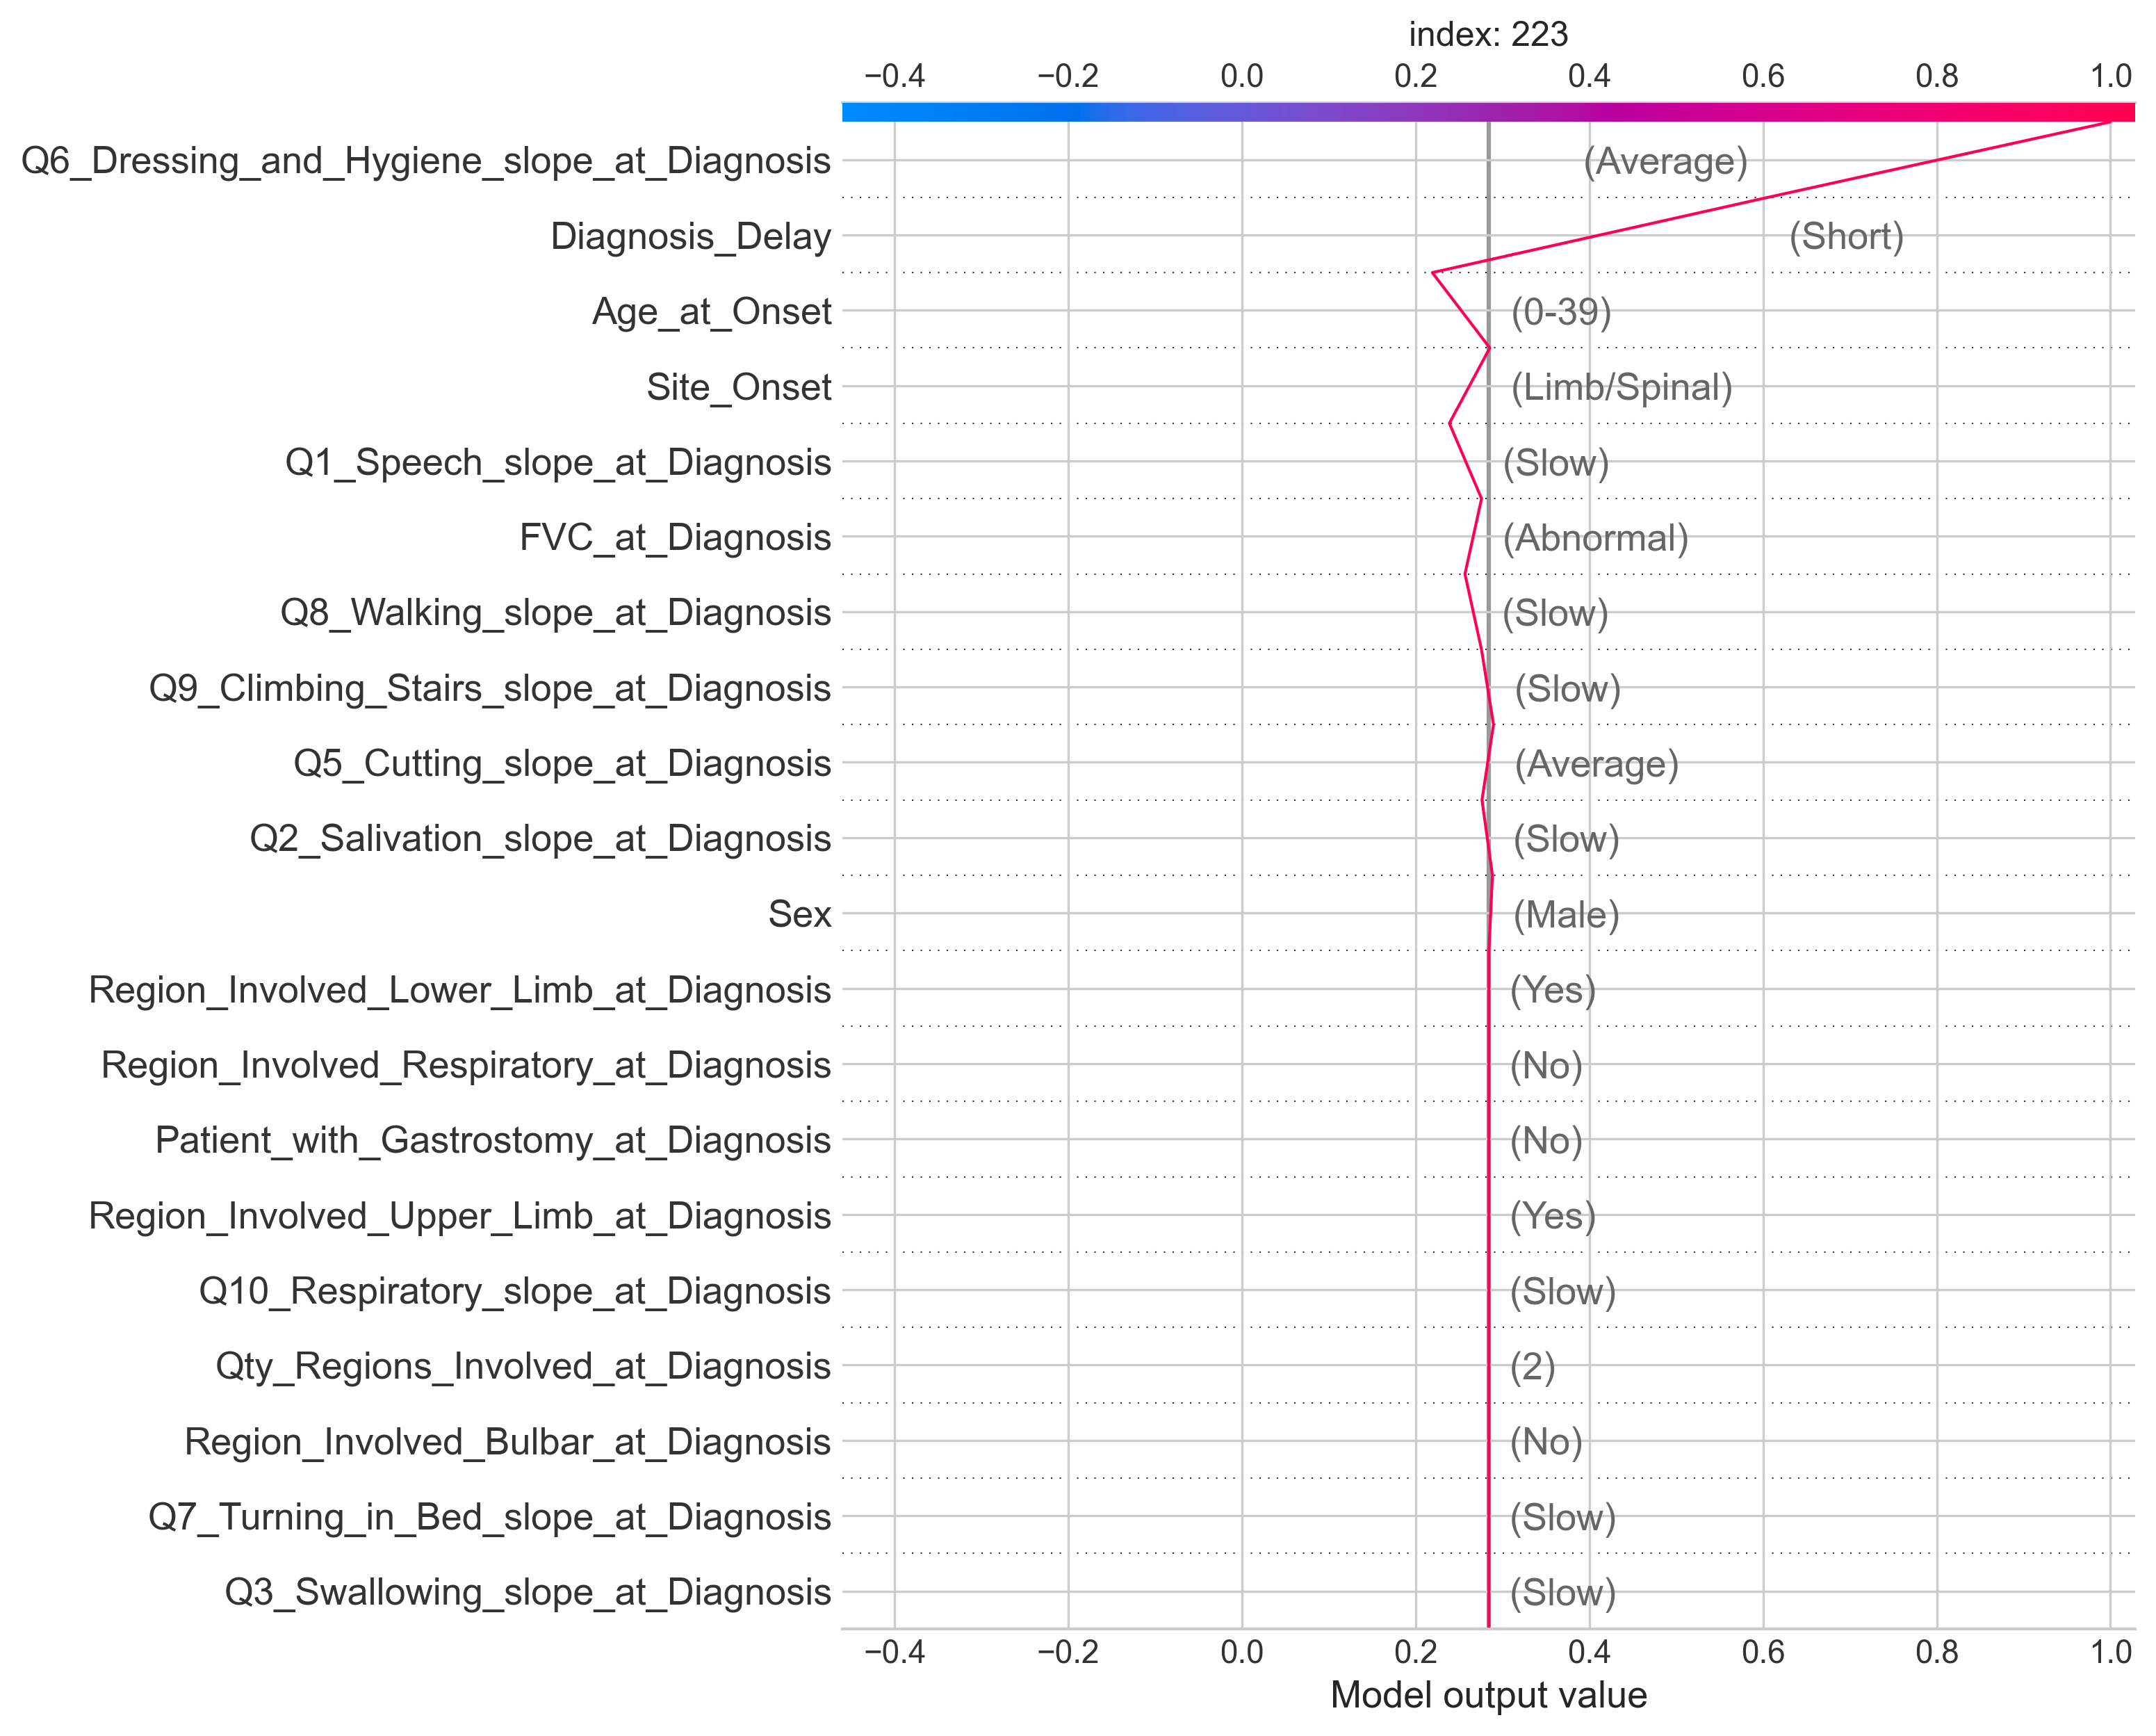 index: 223
−0.4 −0.2 0.0 0.2 0.4 0.6 0.8 1.0
Q6_Dressing_and_Hygiene_slope_at_Diagnosis (Average)
Diagnosis_Delay (Short)
Age_at_Onset (0-39)
Site_Onset (Limb/Spinal)
Q1_Speech_slope_at_Diagnosis (Slow)
FVC_at_Diagnosis (Abnormal)
Q8_Walking_slope_at_Diagnosis (Slow)
Q9_Climbing_Stairs_slope_at_Diagnosis (Slow)
Q5_Cutting_slope_at_Diagnosis (Average)
Q2_Salivation_slope_at_Diagnosis (Slow)
Sex (Male)
Region_Involved_Lower_Limb_at_Diagnosis (Yes)
Region_Involved_Respiratory_at_Diagnosis (No)
Patient_with_Gastrostomy_at_Diagnosis (No)
Region_Involved_Upper_Limb_at_Diagnosis (Yes)
Q10_Respiratory_slope_at_Diagnosis (Slow)
Qty_Regions_Involved_at_Diagnosis (2)
Region_Involved_Bulbar_at_Diagnosis (No)
Q7_Turning_in_Bed_slope_at_Diagnosis (Slow)
Q3_Swallowing_slope_at_Diagnosis (Slow)
−0.4 −0.2 0.0 0.2 0.4 0.6 0.8 1.0
Model output value